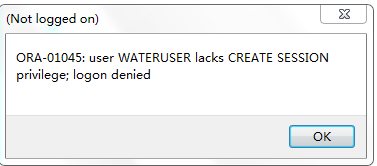 (Not logged on)
ORA-01045: user WATERUSER lacks CREATE SESSION
privilege; logon denied
OK